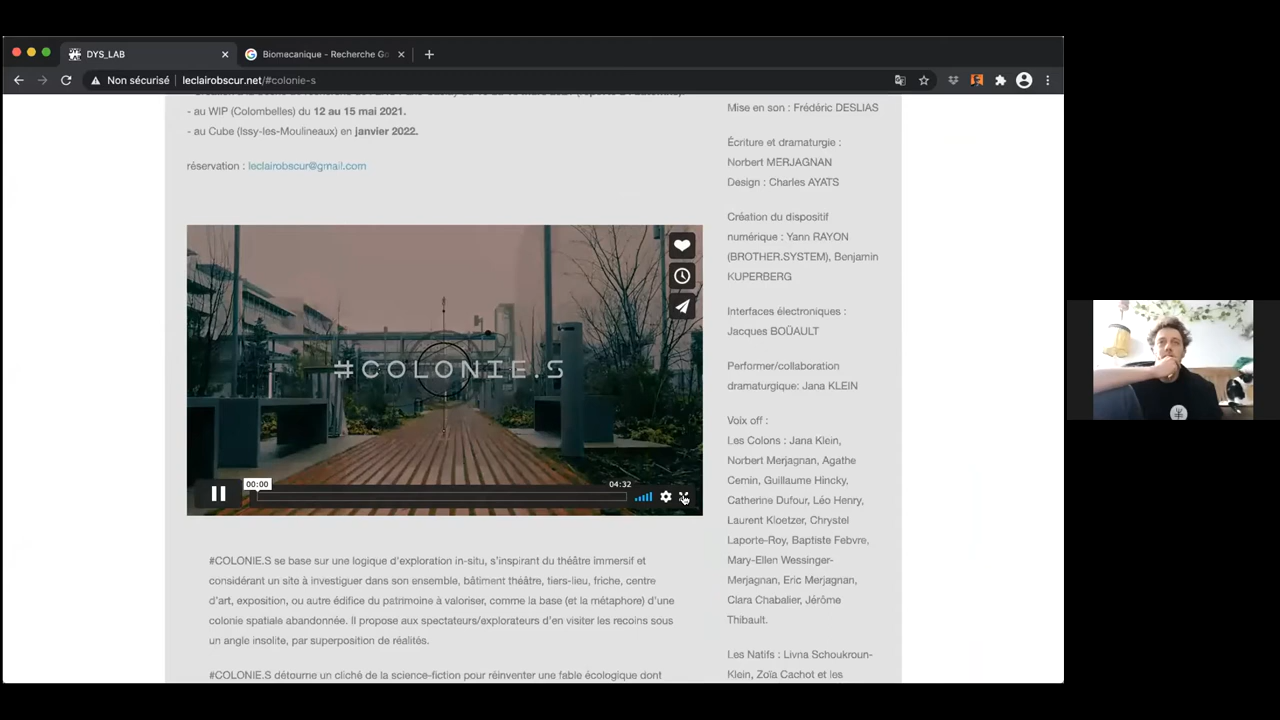 DYS_LAB
Biomecanique - Recherche Go
Non sécurisé
leclairobscur.net/#colonie-s
- au WIP (Colombelles) du 12 au 15 mai 2021.
- au Cube (Issy-les-Moulineaux) en janvier 2022.
réservation : leclairobscur@gmail.com
#COLONIE.S
00:00
04:32
#COLONIE.S se base sur une logique d'exploration in-situ, s'inspirant du théâtre immersif et
considérant un site à investiguer dans son ensemble, bâtiment théâtre, tiers-lieu, friche, centre
d'art, exposition, ou autre édifice du patrimoine à valoriser, comme la base (et la métaphore) d'une
colonie spatiale abandonnée. Il propose aux spectateurs/explorateurs d'en visiter les recoins sous
un angle insolite, par superposition de réalités.
#COLONIE.S détourne un cliché de la science-fiction pour réinventer une fable écologique dont
Mise en son : Frédéric DESLIAS
Écriture et dramaturgie :
Norbert MERJAGNAN
Design : Charles AYATS
Création du dispositif
numérique : Yann RAYON
(BROTHER.SYSTEM), Benjamin
KUPERBERG
Interfaces électroniques :
Jacques BOÜAULT
Performer/collaboration
dramaturgique: Jana KLEIN
Voix off :
Les Colons : Jana Klein,
Norbert Merjagnan, Agathe
Cemin, Guillaume Hincky,
Catherine Dufour, Léo Henry,
Laurent Kloetzer, Chrystel
Laporte-Roy, Baptiste Febvre,
Mary-Ellen Wessinger-
Merjagnan, Eric Merjagnan,
Clara Chabalier, Jérôme
Thibault.
Les Natifs : Livna Schoukroun-
Klein, Zoïa Cachot et les